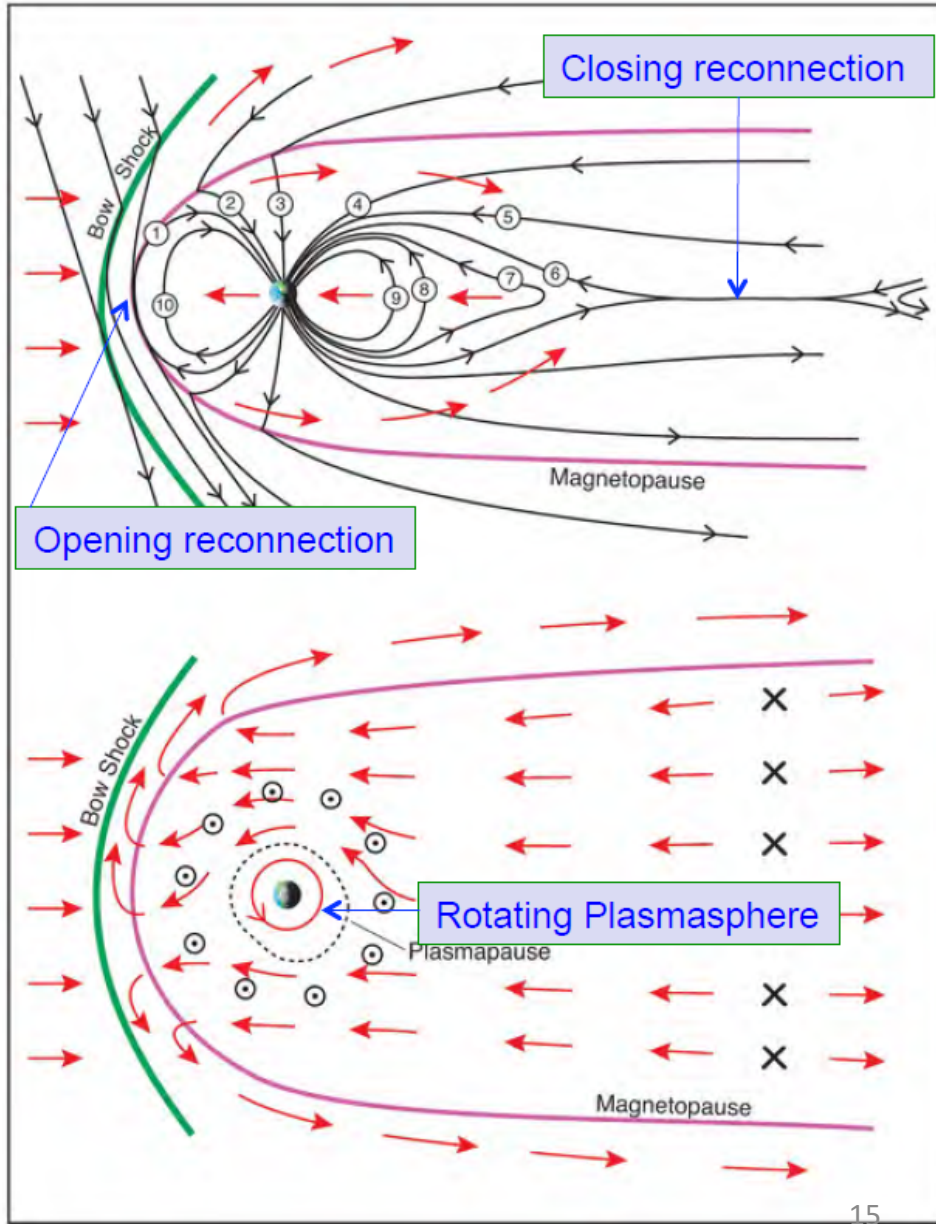 Closing reconnection
Bow Shock
1
2
3
4
5
6
7
8
9
10
Magnetopause
Opening reconnection
Bow Shock
Rotating Plasmasphere
Plasmapause
Magnetopause
15